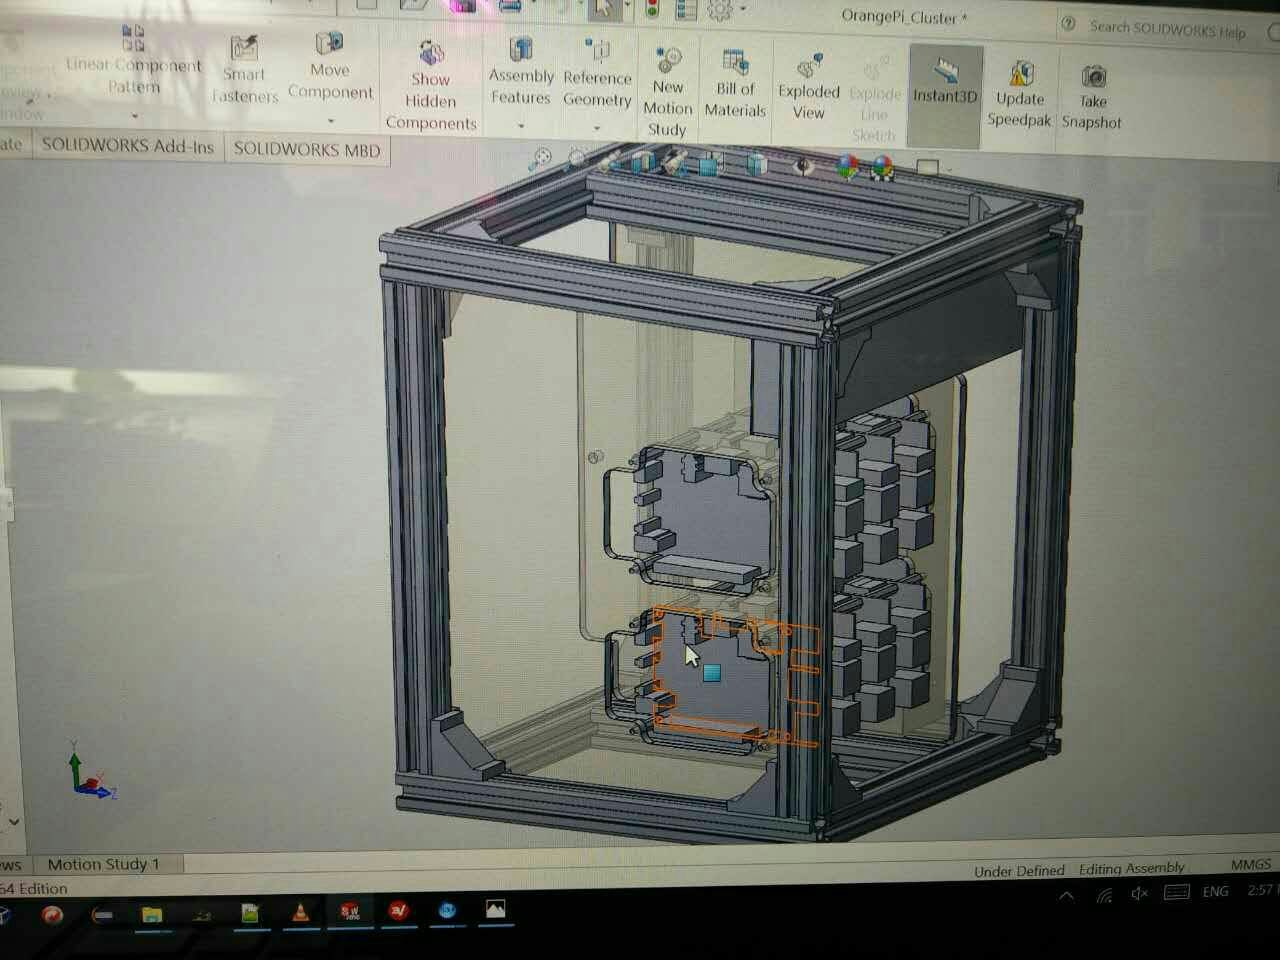 OrangePi_Cluster *
Search SOLIDWORKS Help
Linear Component
Pattern
Smart
Fasteners
Move
Component
Show
Hidden
Components
Assembly
Features
Reference
Geometry
New
Motion
Study
Bill of
Materials
Exploded
View
Explode
Line
Sketch
Instant3D
Update
Speedpak
Take
Snapshot
ate
SOLIDWORKS Add-Ins
SOLIDWORKS MBD
Y
X
Z
ews
Motion Study 1
Under Defined
Editing Assembly
MMGS
64 Edition
ENG
2:57